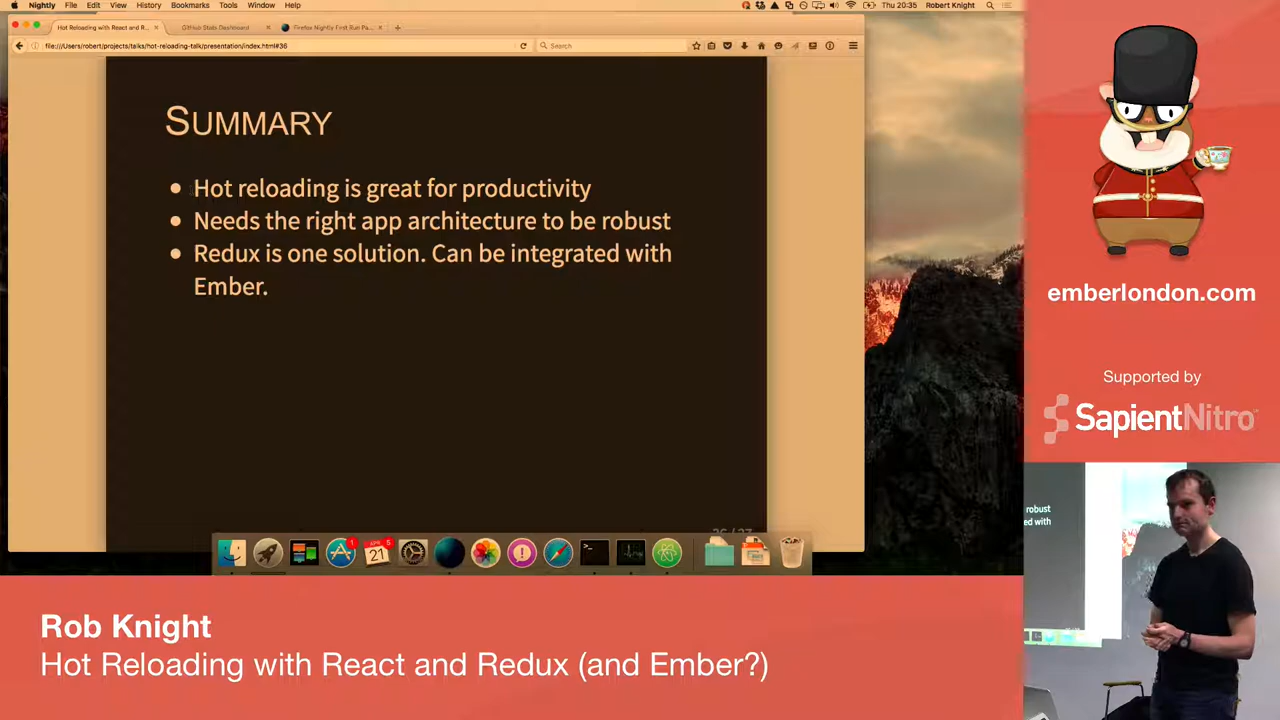 Nightly File Edit View History Bookmarks Tools Window Help
Thu 20:35 Robert Knight
Hot Reloading with React and R...
GitHub Stats Dashboard
Firefox Nightly First Run Pa...
file:///Users/robert/projects/talks/hot-reloading-talk/presentation/index.html#36
Search
SUMMARY
• Hot reloading is great for productivity
• Needs the right app architecture to be robust
• Redux is one solution. Can be integrated with
Ember.
21
emberlondon.com
Supported by
SapientNitro
robust
ed with
Rob Knight
Hot Reloading with React and Redux (and Ember?)